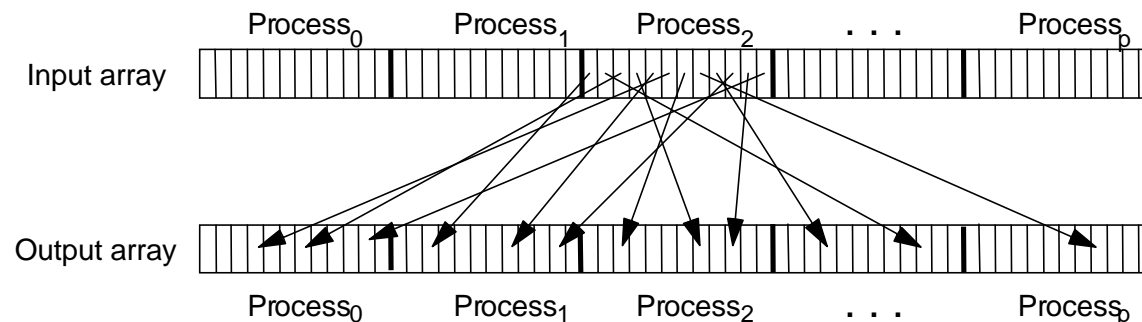 Process0 Process1 Process2 . . . Processp
Input array
Output array
Process0 Process1 Process2 . . . Processp